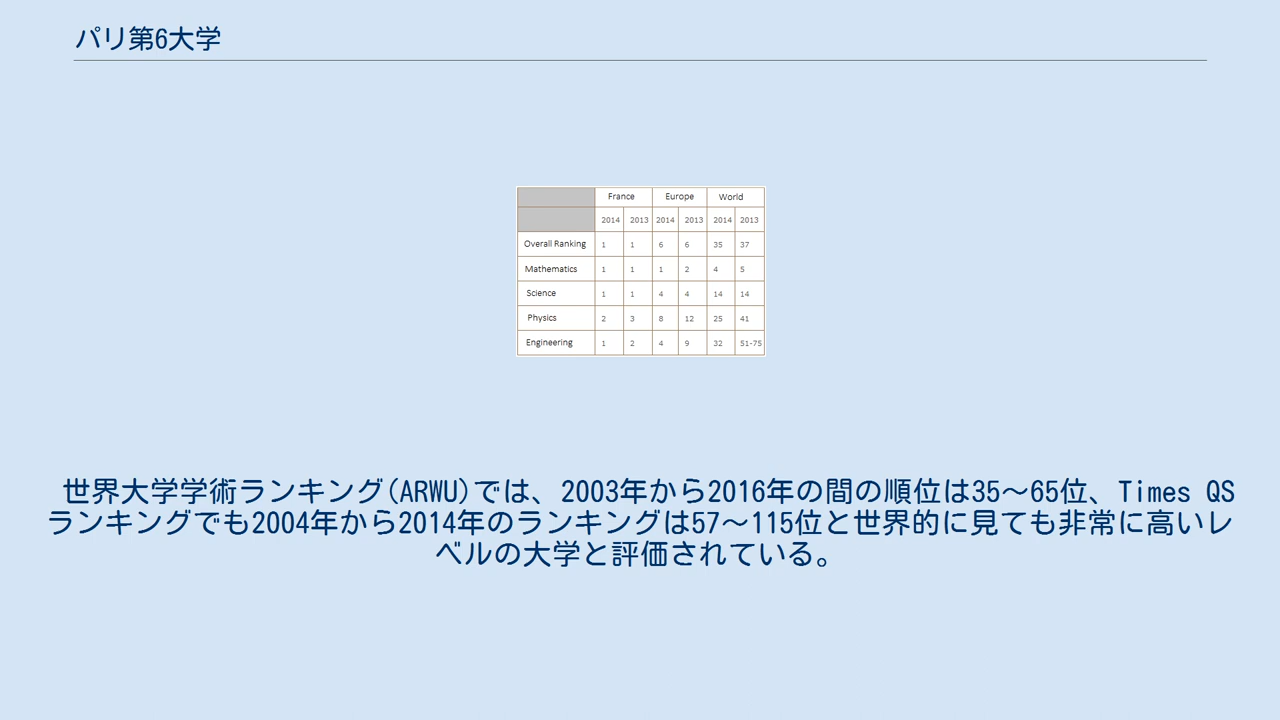 パリ第6大学
France Europe World
2014 2013 2014 2013 2014 2013
Overall Ranking 1 1 6 6 35 37
Mathematics 1 1 1 2 4 5
Science 1 1 4 4 14 14
Physics 2 3 8 12 25 41
Engineering 1 2 4 9 32 51-75
世界大学学術ランキング(ARWU)では、2003年から2016年の間の順位は35〜65位、Times QS
ランキングでも2004年から2014年のランキングは57〜115位と世界的に見ても非常に高いレ
ベルの大学と評価されている。